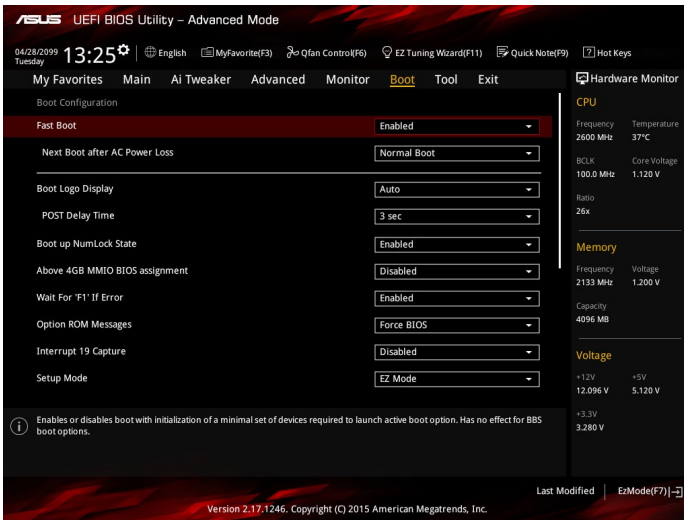 ASUS UEFI BIOS Utility – Advanced Mode
04/28/2099 Tuesday 13:25 English MyFavorite(F3) Qfan Control(F6) EZ Tuning Wizard(F11) Quick Note(F9) Hot Keys
My Favorites Main Ai Tweaker Advanced Monitor Boot Tool Exit
Boot Configuration
Fast Boot Enabled
Next Boot after AC Power Loss Normal Boot
Boot Logo Display Auto
POST Delay Time 3 sec
Boot up NumLock State Enabled
Above 4GB MMIO BIOS assignment Disabled
Wait For 'F1' If Error Enabled
Option ROM Messages Force BIOS
Interrupt 19 Capture Disabled
Setup Mode EZ Mode
Enables or disables boot with initialization of a minimal set of devices required to launch active boot option. Has no effect for BBS
boot options.
Hardware Monitor
CPU
Frequency Temperature
2600 MHz 37°C
BCLK Core Voltage
100.0 MHz 1.120 V
Ratio
26x
Memory
Frequency Voltage
2133 MHz 1.200 V
Capacity
4096 MB
Voltage
+12V +5V
12.096 V 5.120 V
+3.3V
3.280 V
Last Modified EzMode(F7)
Version 2.17.1246. Copyright (C) 2015 American Megatrends, Inc.